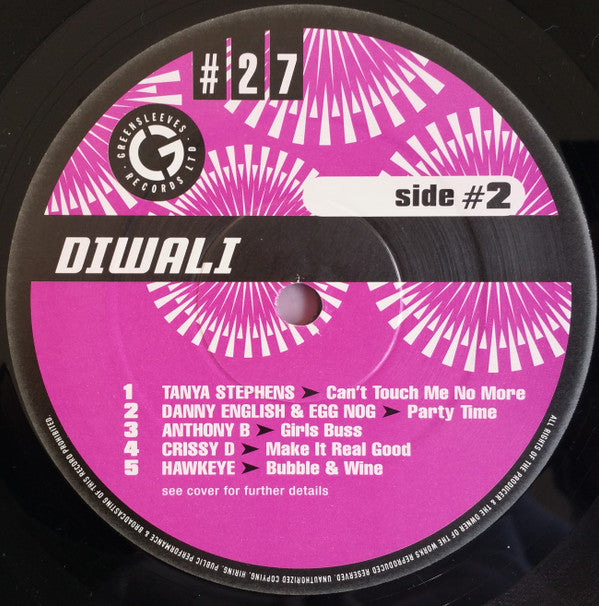 #27
GREENSLEEVES
RECORDS LTD
G
side #2
DIWALI
1 TANYA STEPHENS ➤ Can't Touch Me No More
2 DANNY ENGLISH & EGG NOG ➤ Party Time
3 ANTHONY B ➤ Girls Buss
4 CRISSY D ➤ Make It Real Good
5 HAWKEYE ➤ Bubble & Wine
see cover for further details
ALL RIGHTS OF THE PRODUCER & THE OWNER OF THE WORKS REPRODUCED RESERVED. UNAUTHORIZED COPYING, HIRING, PUBLIC PERFORMANCE & BROADCASTING OF THIS RECORD PROHIBITED.